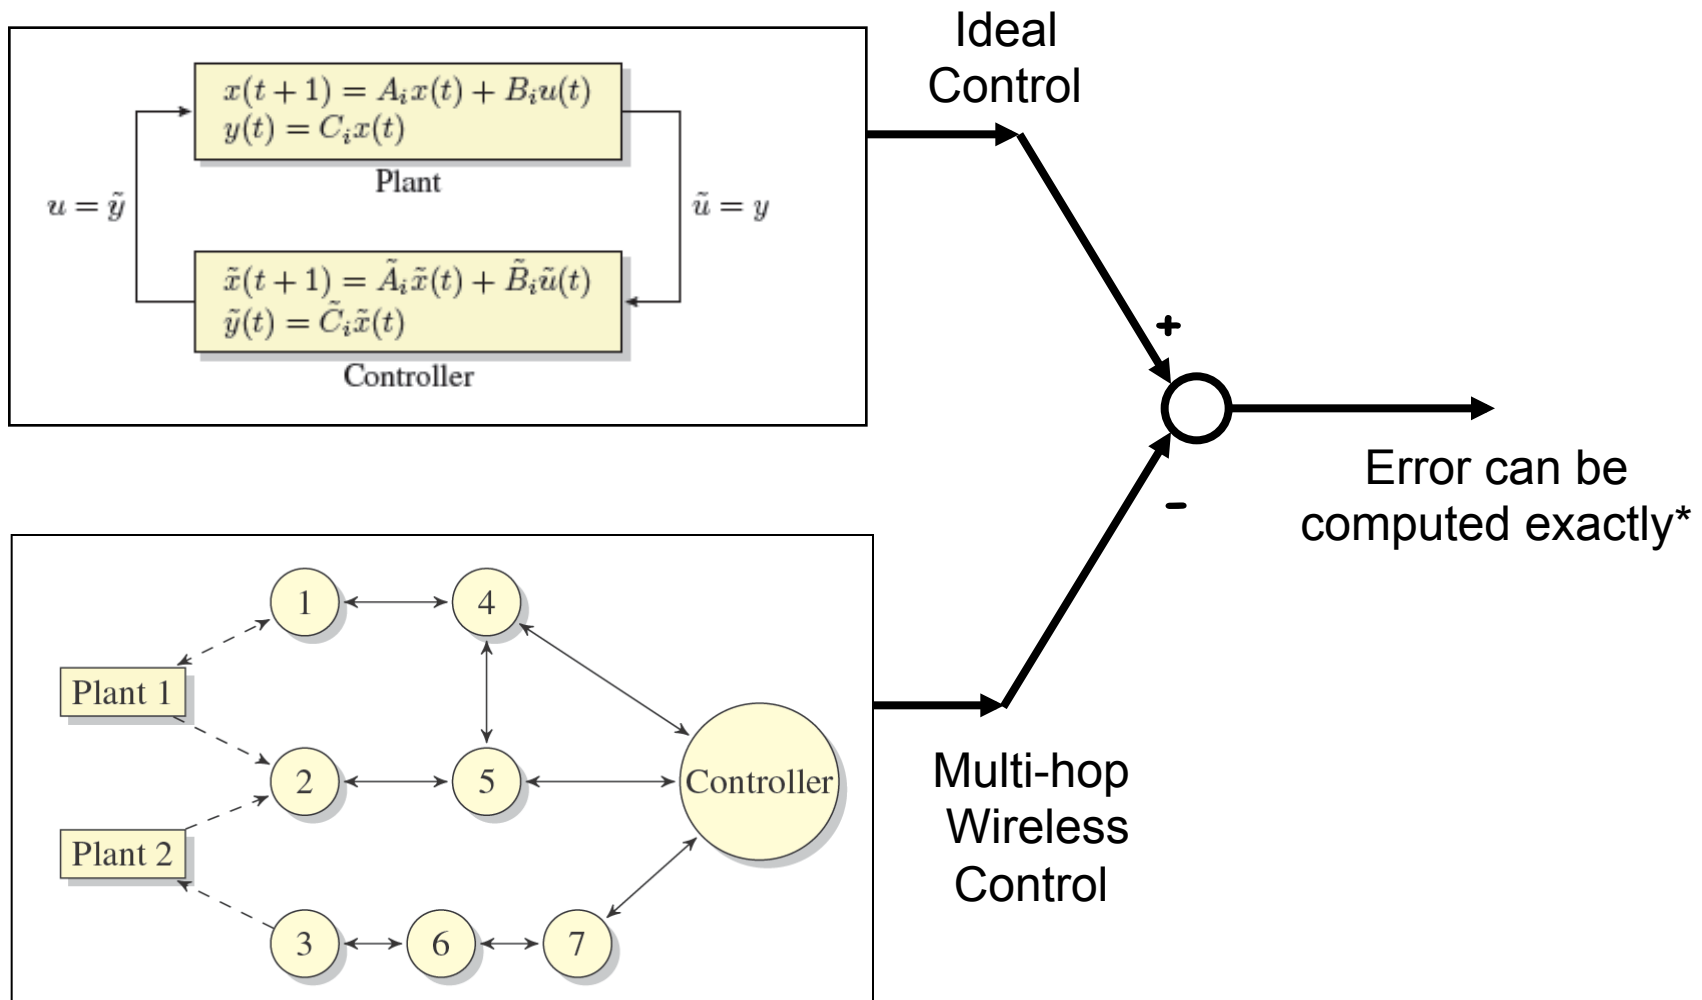 Ideal
Control
x(t + 1) = A_i x(t) + B_i u(t)
y(t) = C_i x(t)
Plant
u = ỹ
ũ = y
x̃(t + 1) = Ã_i x̃(t) + B̃_i ũ(t)
ỹ(t) = C̃_i x̃(t)
Controller
+
-
Error can be
computed exactly*
1
4
Plant 1
2
5
Controller
Plant 2
3
6
7
Multi-hop
Wireless
Control